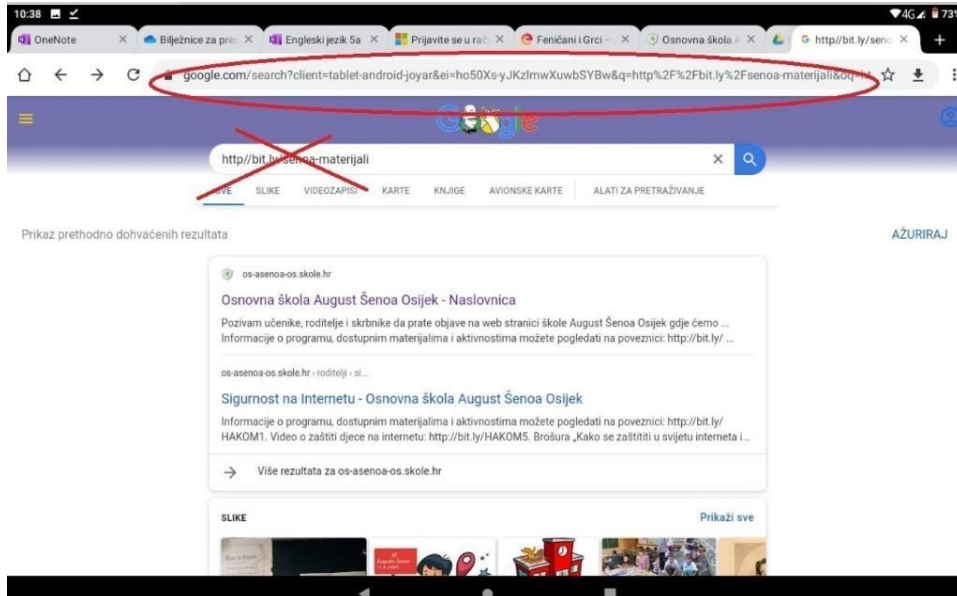 10:38 4G 73%
OneNote
Bilježnice za pre
Engleski jezik 5a
Prijavite se u rač
Feničani i Grci –
Osnovna škola A
http//bit.ly/seno
google.com/search?client=tablet-android-joyar&ei=ho50Xs-yJKzlmwXuwbSYBw&q=http%2F%2Fbit.ly%2Fsenoa-materijali&oq=ht
Google
http//bit.ly/senoa-materijali
SVE SLIKE VIDEOZAPISI KARTE KNJIGE AVIONSKE KARTE ALATI ZA PRETRAŽIVANJE
Prikaz prethodno dohvaćenih rezultata AŽURIRAJ
os-asenoa-os.skole.hr
Osnovna škola August Šenoa Osijek - Naslovnica
Pozivam učenike, roditelje i skrbnike da prate objave na web stranici škole August Šenoa Osijek gdje ćemo ...
Informacije o programu, dostupnim materijalima i aktivnostima možete pogledati na poveznici: http://bit.ly/ ...
os-asenoa-os.skole.hr › roditelji › si...
Sigurnost na Internetu - Osnovna škola August Šenoa Osijek
Informacije o programu, dostupnim materijalima i aktivnostima možete pogledati na poveznici: http://bit.ly/
HAKOM1. Video o zaštiti djece na internetu: http://bit.ly/HAKOM5. Brošura „Kako se zaštititi u svijetu interneta i...
Više rezultata za os-asenoa-os.skole.hr
SLIKE Prikaži sve